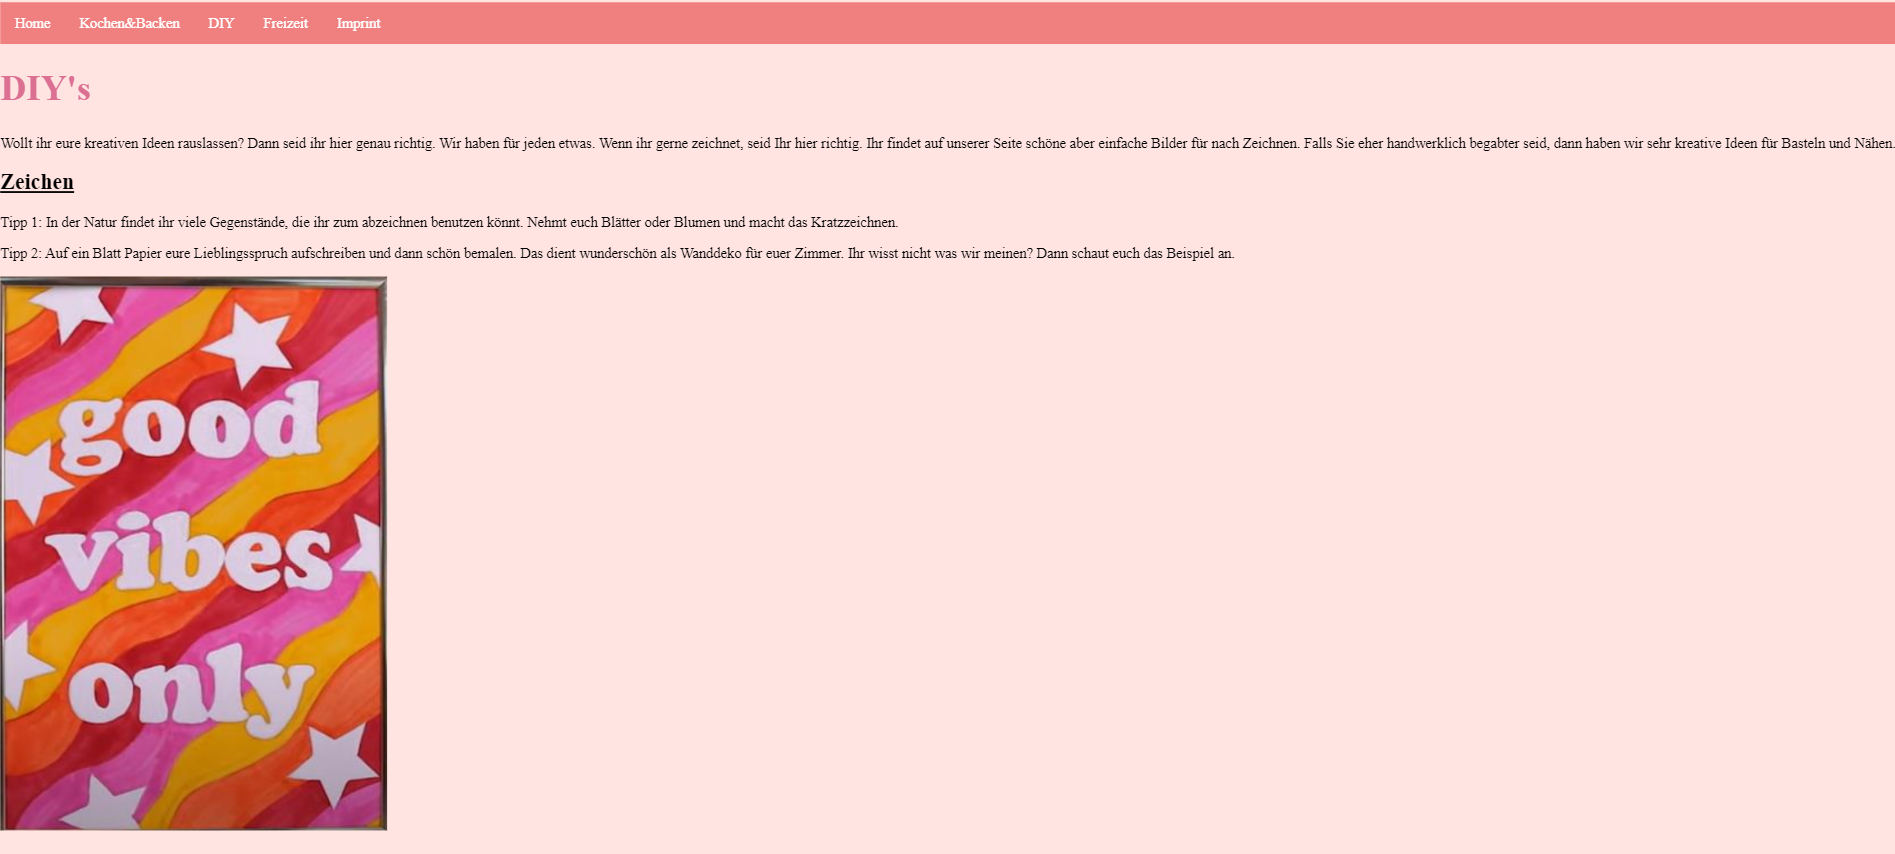 Home Kochen&Backen DIY Freizeit Imprint
DIY's
Wollt ihr eure kreativen Ideen rauslassen? Dann seid ihr hier genau richtig. Wir haben für jeden etwas. Wenn ihr gerne zeichnet, seid Ihr hier richtig. Ihr findet auf unserer Seite schöne aber einfache Bilder für nach Zeichnen. Falls Sie eher handwerklich begabter seid, dann haben wir sehr kreative Ideen für Basteln und Nähen.
Zeichen
Tipp 1: In der Natur findet ihr viele Gegenstände, die ihr zum abzeichnen benutzen könnt. Nehmt euch Blätter oder Blumen und macht das Kratzzeichnen.
Tipp 2: Auf ein Blatt Papier eure Lieblingsspruch aufschreiben und dann schön bemalen. Das dient wunderschön als Wanddeko für euer Zimmer. Ihr wisst nicht was wir meinen? Dann schaut euch das Beispiel an.
good
vibes
only